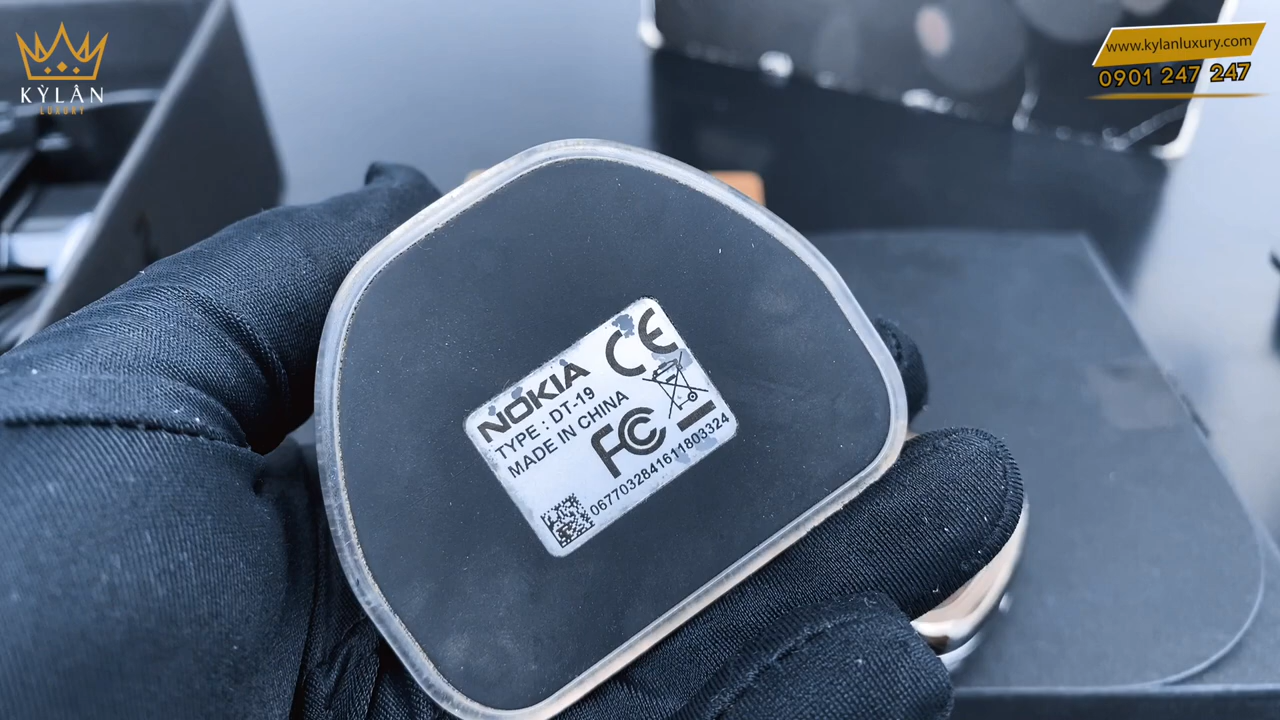 KỲLÂN
LUXURY
www.kylanluxury.com
0901 247 247
NOKIA CE
TYPE : DT-19
MADE IN CHINA
FC
0677032841611803324